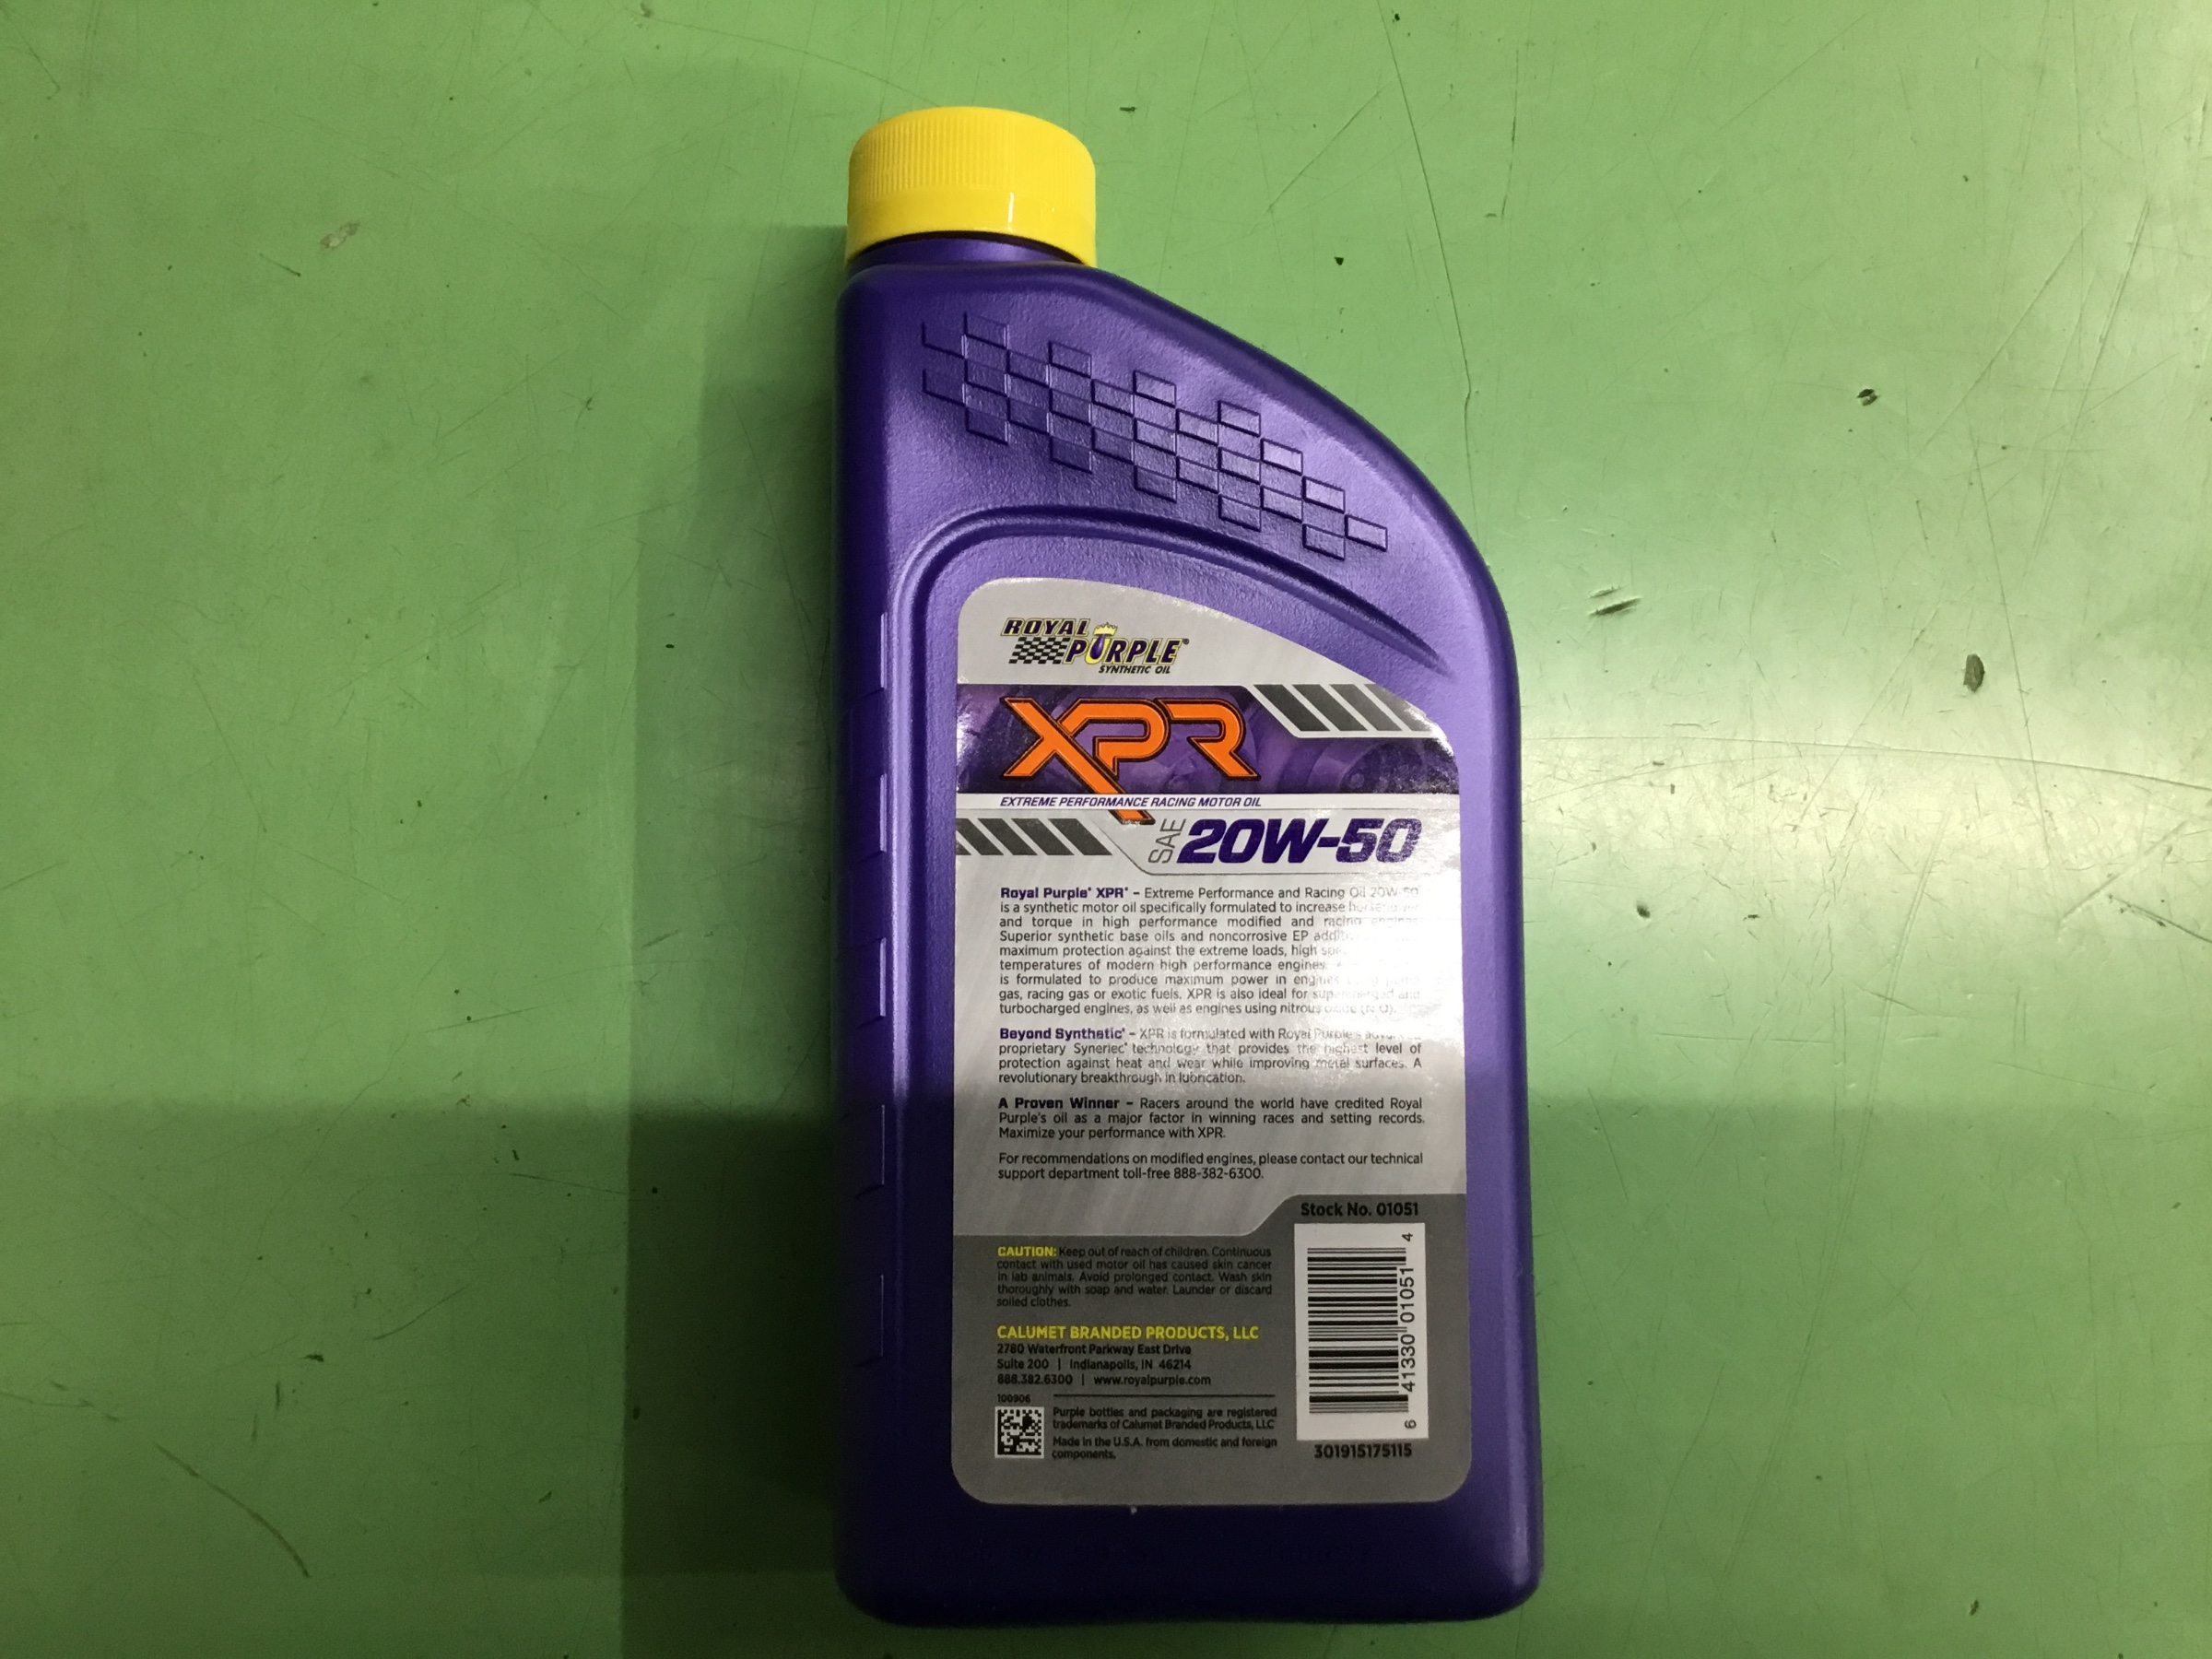 ROYAL
PURPLE®
SYNTHETIC OIL
XPR
EXTREME PERFORMANCE RACING MOTOR OIL
SAE 20W-50
Royal Purple® XPR® – Extreme Performance and Racing Oil 20W-50
is a synthetic motor oil specifically formulated to increase
and torque in high performance modified and racing engines.
Superior synthetic base oils and noncorrosive EP
maximum protection against the extreme loads, high
temperatures of modern high performance engines.
is formulated to produce maximum power in engines
gas, racing gas or exotic fuels. XPR is also ideal for supercharged and
turbocharged engines, as well as engines using nitrous oxide (N₂O).
Beyond Synthetic® – XPR is formulated with Royal Purple's
proprietary Synerlec® technology that provides the highest level of
protection against heat and wear while improving metal surfaces. A
revolutionary breakthrough in lubrication.
A Proven Winner – Racers around the world have credited Royal
Purple's oil as a major factor in winning races and setting records.
Maximize your performance with XPR.
For recommendations on modified engines, please contact our technical
support department toll-free 888-382-6300.
Stock No. 01051
CAUTION: Keep out of reach of children. Continuous
contact with used motor oil has caused skin cancer
in lab animals. Avoid prolonged contact. Wash skin
thoroughly with soap and water. Launder or discard
soiled clothes.
CALUMET BRANDED PRODUCTS, LLC
2780 Waterfront Parkway East Drive
Suite 200 | Indianapolis, IN 46214
888.382.6300 | www.royalpurple.com
100906
Purple bottles and packaging are registered
trademarks of Calumet Branded Products, LLC
Made in the U.S.A. from domestic and foreign
components.
6 41330 01051 4
301915175115